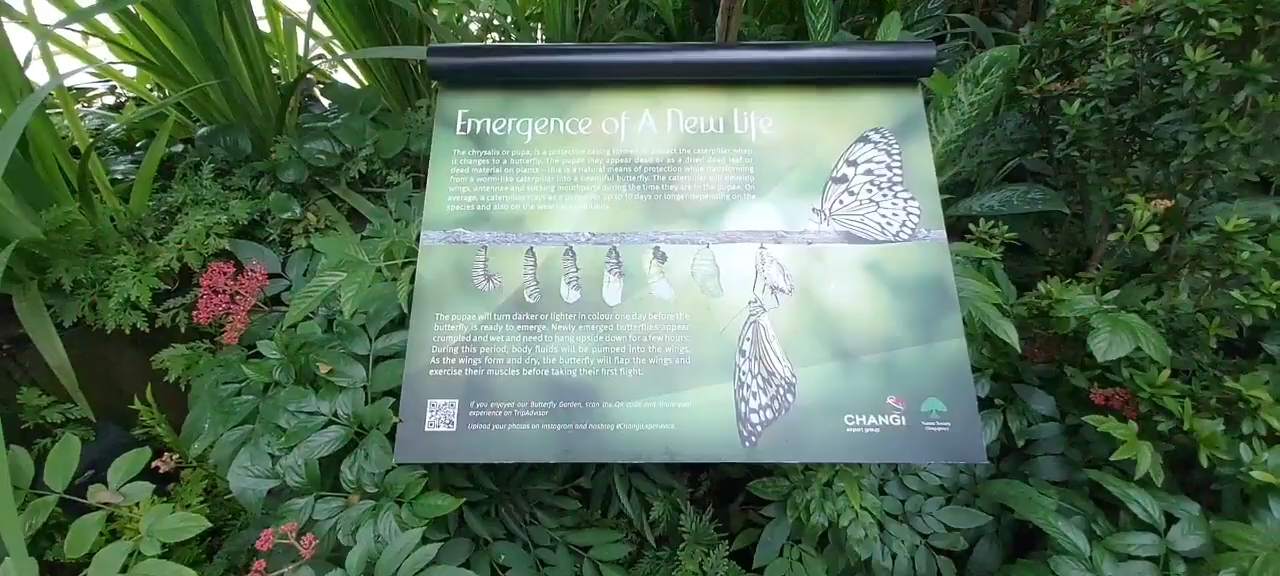 Emergence of A New Life
The chrysalis or pupa, is a protective casing formed to protect the caterpillar when
it changes to a butterfly. The pupae may appear dead or as a dried dead leaf or
dead material on plants - this is a natural means of protection while transforming
from a worm-like caterpillar into a beautiful butterfly. The caterpillar will develop
wings, antennae and sucking mouthparts during the time they are in the pupae. On
average, a caterpillar stays as a pupa for up to 10 days or longer depending on the
species and also on the weather conditions.
The pupae will turn darker or lighter in colour one day before the
butterfly is ready to emerge. Newly emerged butterflies appear
crumpled and wet and need to hang upside down for a few hours.
During this period, body fluids will be pumped into the wings.
As the wings form and dry, the butterfly will flap the wings and
exercise their muscles before taking their first flight.
If you enjoyed our Butterfly Garden, scan the QR code and share your
experience on TripAdvisor
Upload your photos on Instagram and hashtag #ChangiExperience.
CHANGI
airport group
Nature Society
(Singapore)